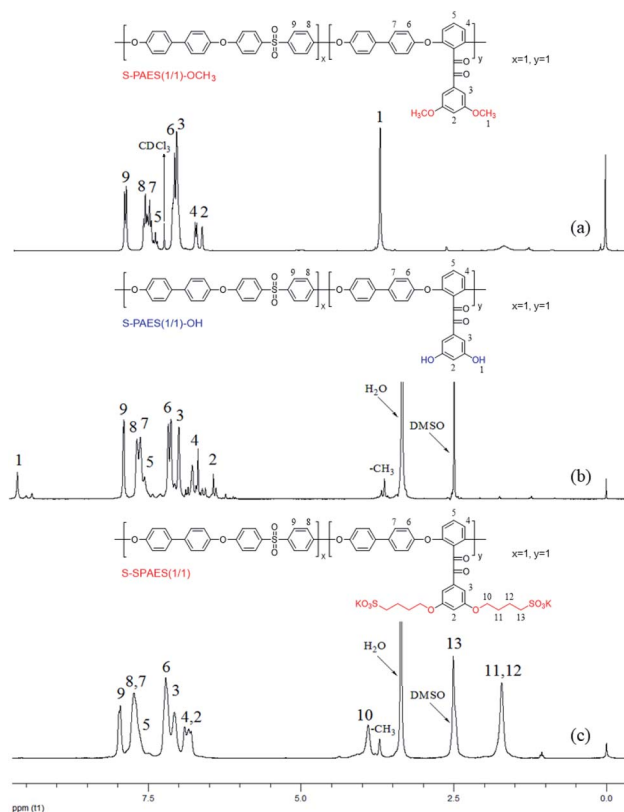 O O S O O O O O
9 8 7 6 5 4
x y x=1, y=1
S-PAES(1/1)-OCH3
O
O
3
H3CO OCH3
2 1
1
6 3
CDCl3
9 8 7 5 4 2
(a)
O O S O O O O O
9 8 7 6 5 4
x y x=1, y=1
S-PAES(1/1)-OH
O
O
3
HO OH
2 1
H2O
DMSO
1 9 8 7 5 6 3 4 2
-CH3
(b)
O O S O O O O O
9 8 7 6 5 4
x y x=1, y=1
S-SPAES(1/1)
O
O
3 10 12
KO3S O O SO3K
2 11 13
H2O
13
DMSO
11,12
9 8,7 5 6 3 4,2
10 -CH3
(c)
7.5 5.0 2.5 0.0
ppm (t1)